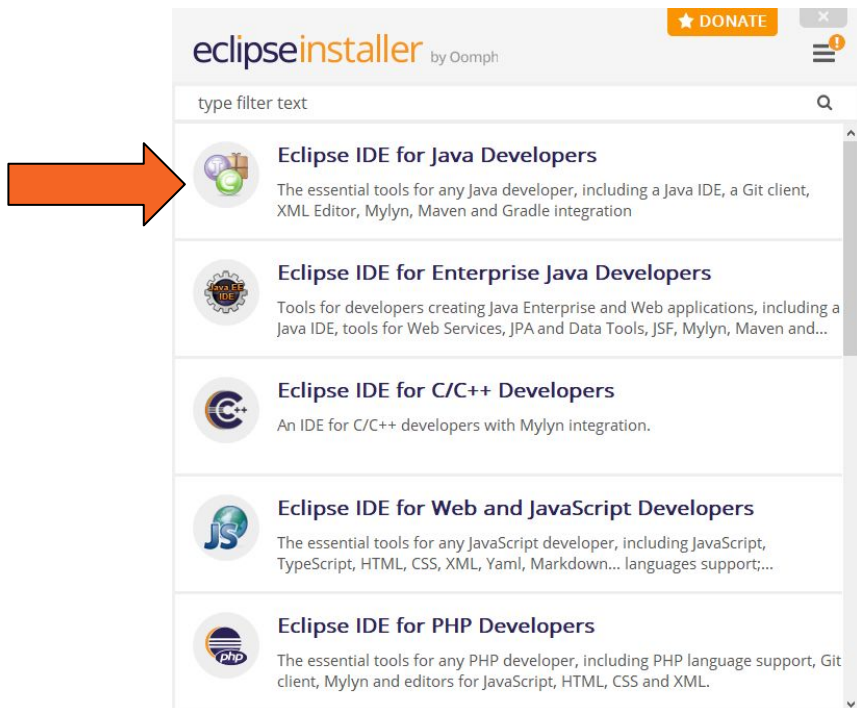 ★ DONATE
eclipseinstaller by Oomph
type filter text
Eclipse IDE for Java Developers
The essential tools for any Java developer, including a Java IDE, a Git client,
XML Editor, Mylyn, Maven and Gradle integration
Java EE
IDE
Eclipse IDE for Enterprise Java Developers
Tools for developers creating Java Enterprise and Web applications, including a
Java IDE, tools for Web Services, JPA and Data Tools, JSF, Mylyn, Maven and...
C++
Eclipse IDE for C/C++ Developers
An IDE for C/C++ developers with Mylyn integration.
JS
Eclipse IDE for Web and JavaScript Developers
The essential tools for any JavaScript developer, including JavaScript,
TypeScript, HTML, CSS, XML, Yaml, Markdown... languages support;...
php
Eclipse IDE for PHP Developers
The essential tools for any PHP developer, including PHP language support, Git
client, Mylyn and editors for JavaScript, HTML, CSS and XML.